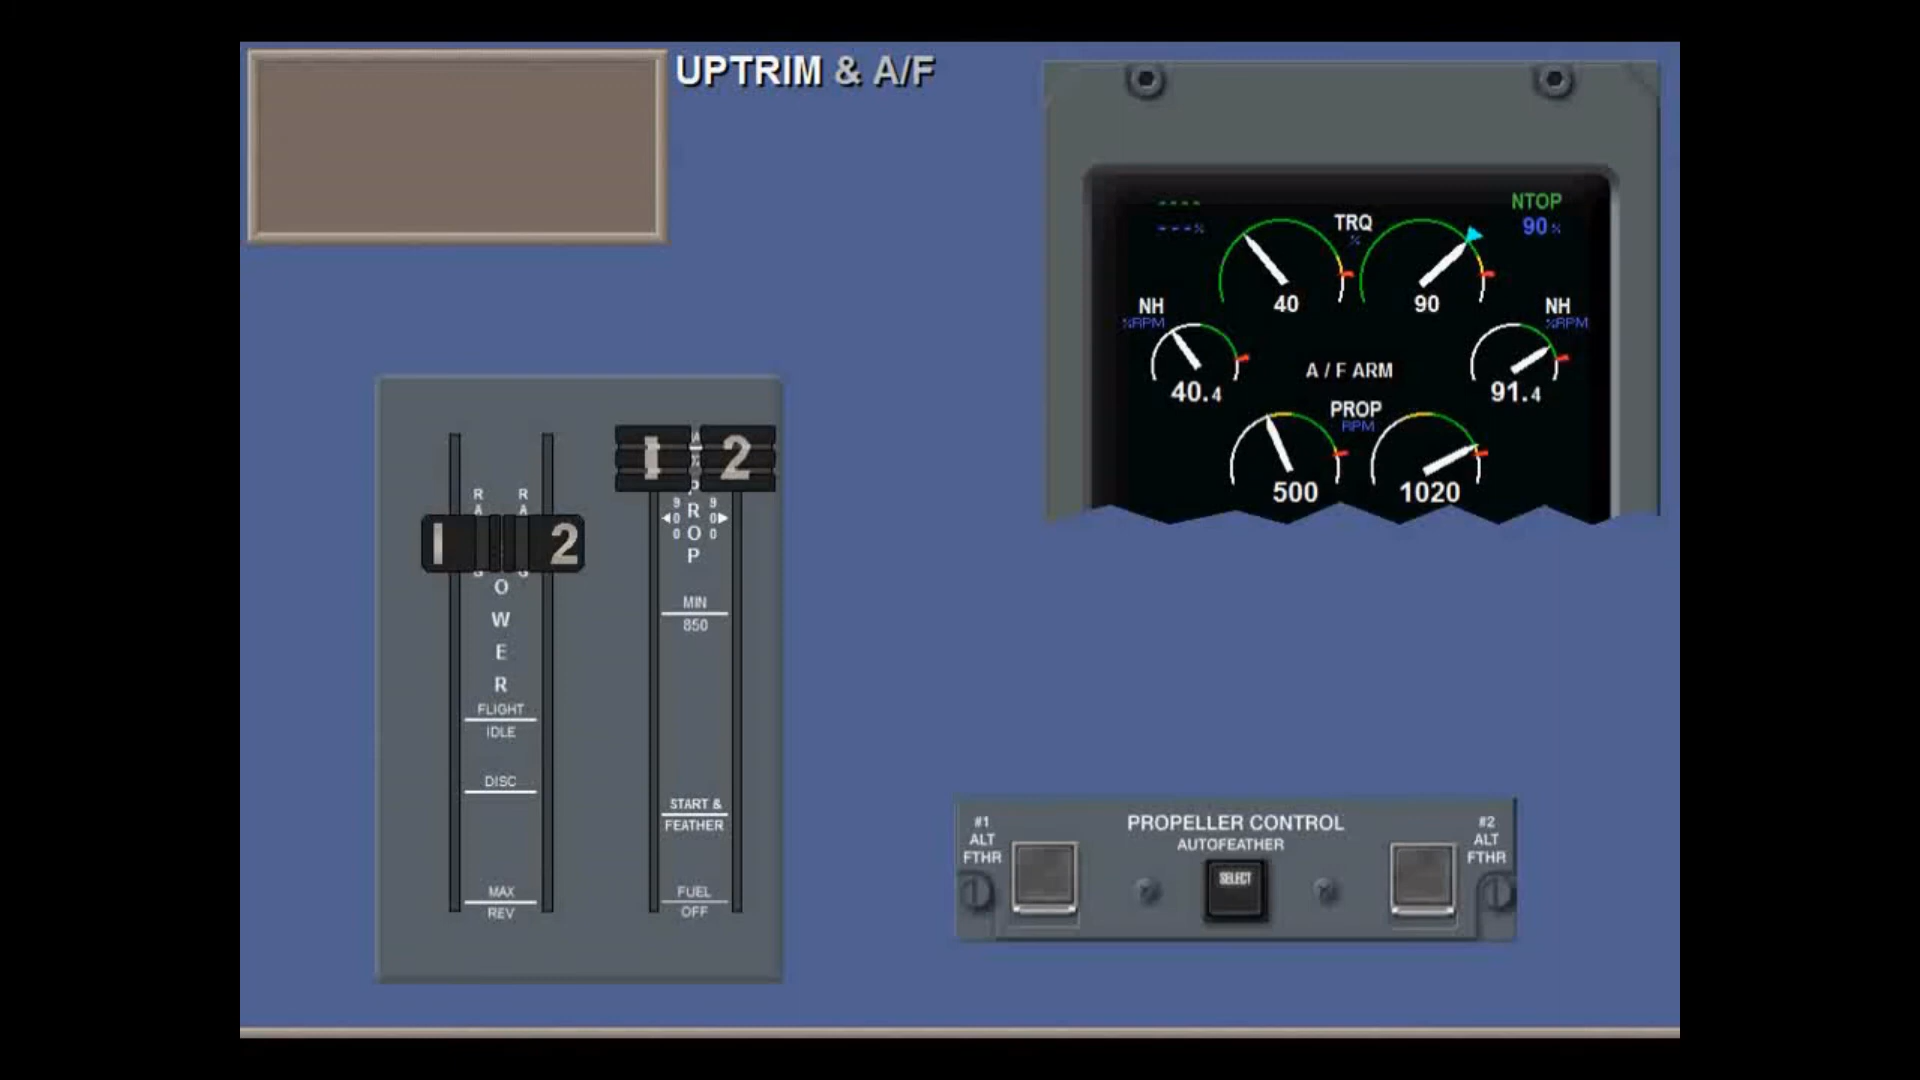 UPTRIM & A/F
----
---%
NTOP
90 %
TRQ
%
40
90
NH
%RPM
NH
%RPM
40.4
91.4
A / F ARM
PROP
RPM
500
1020
1
2
1
2
R
A
G
R
A
G
O
W
E
R
FLIGHT
IDLE
DISC
MAX
REV
P
R
O
P
900
900
MIN
850
START &
FEATHER
FUEL
OFF
#1
ALT
FTHR
PROPELLER CONTROL
AUTOFEATHER
SELECT
#2
ALT
FTHR